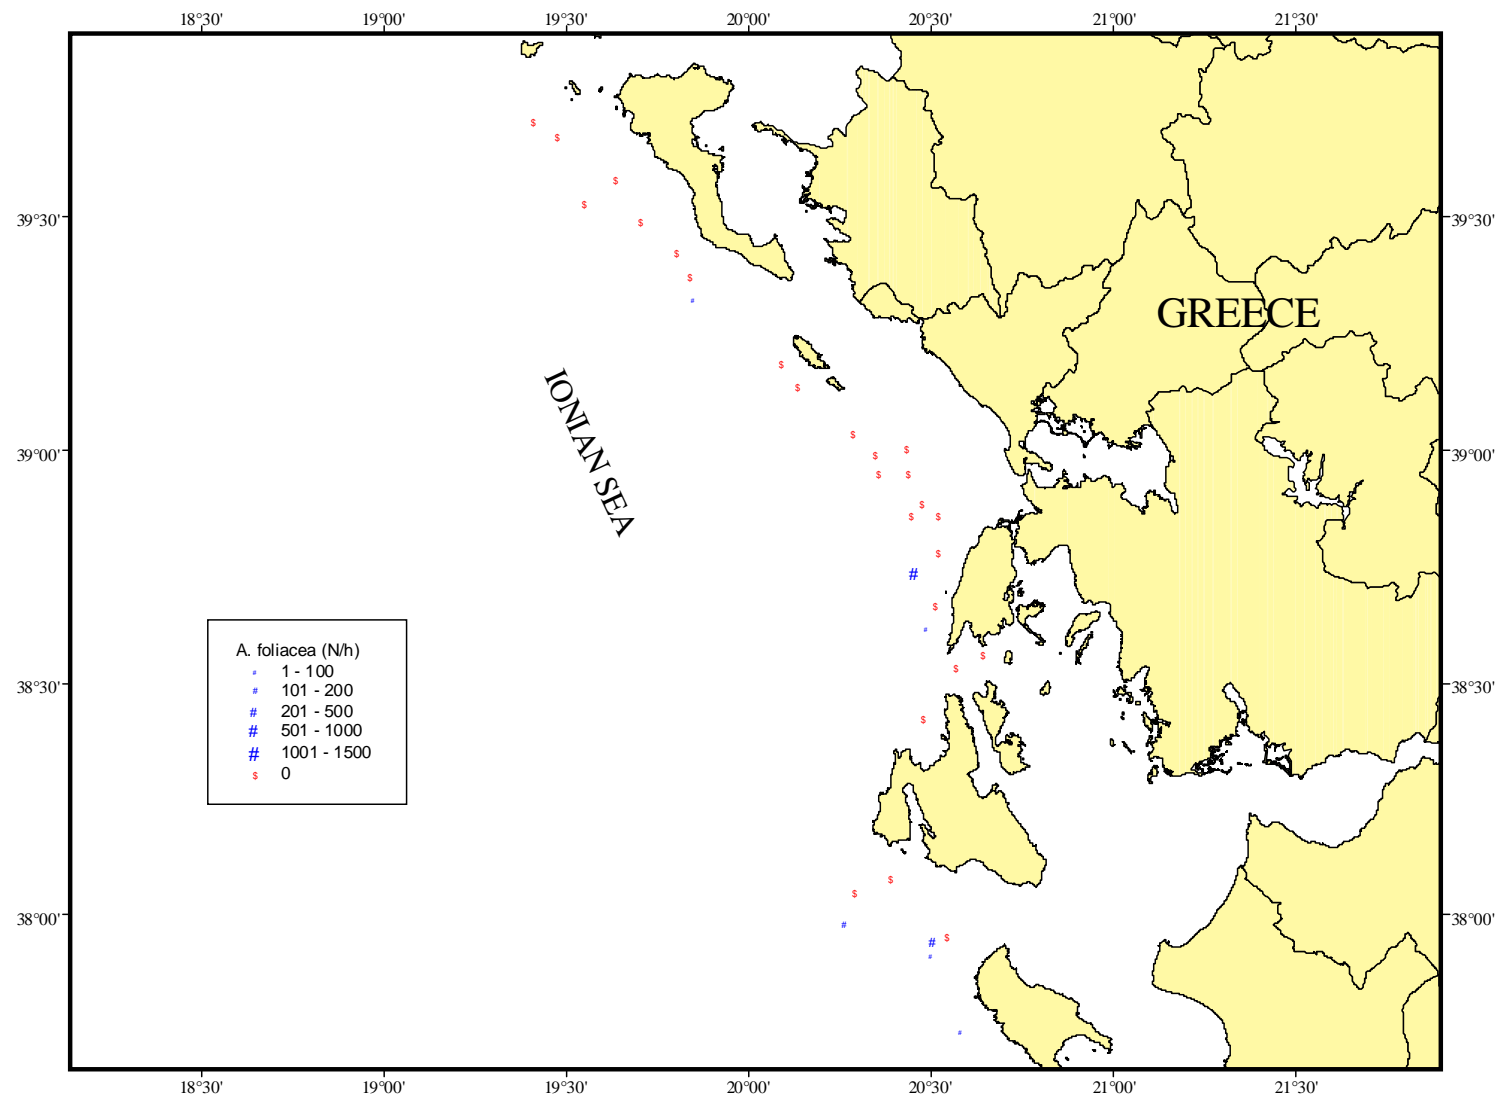 18°30' 19°00' 19°30' 20°00' 20°30' 21°00' 21°30'
$
$
$
$
39°30' $ 39°30'
$
$
#
GREECE
$
$
IONIAN SEA
$
$
39°00' $ 39°00'
$ $
$
$ $
$
#
$
#
A. foliacea (N/h)
# 1 - 100
# 101 - 200
# 201 - 500
# 501 - 1000
# 1001 - 1500
$ 0
$
$
38°30' 38°30'
$
$
$
#
38°00' 38°00'
# $
#
#
18°30' 19°00' 19°30' 20°00' 20°30' 21°00' 21°30'